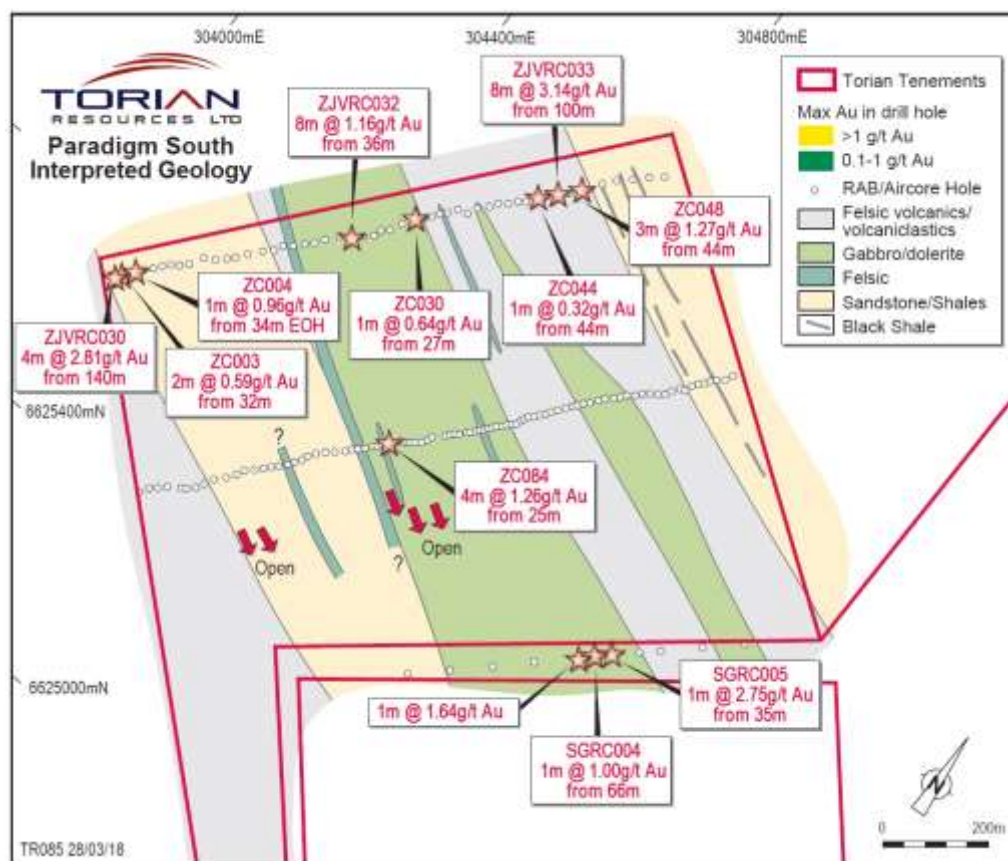 304000mE
304400mE
304800mE
TORIAN
RESOURCES LTD
Paradigm South
Interpreted Geology
ZJVRC032
8m @ 1.16g/t Au
from 36m
ZJVRC033
8m @ 3.14g/t Au
from 100m
Torian Tenements
Max Au in drill hole
>1 g/t Au
0.1-1 g/t Au
RAB/Aircore Hole
Felsic volcanics/
volcaniclastics
Gabbro/dolerite
Felsic
Sandstone/Shales
Black Shale
ZC048
3m @ 1.27g/t Au
from 44m
ZC004
1m @ 0.96g/t Au
from 34m EOH
ZC030
1m @ 0.64g/t Au
from 27m
ZC044
1m @ 0.32g/t Au
from 44m
ZJVRC030
4m @ 2.81g/t Au
from 140m
ZC003
2m @ 0.59g/t Au
from 32m
6625400mN
?
ZC084
4m @ 1.26g/t Au
from 25m
Open
Open
?
6625000mN
1m @ 1.64g/t Au
SGRC005
1m @ 2.75g/t Au
from 35m
SGRC004
1m @ 1.00g/t Au
from 66m
N
0
200m
TR085 28/03/18